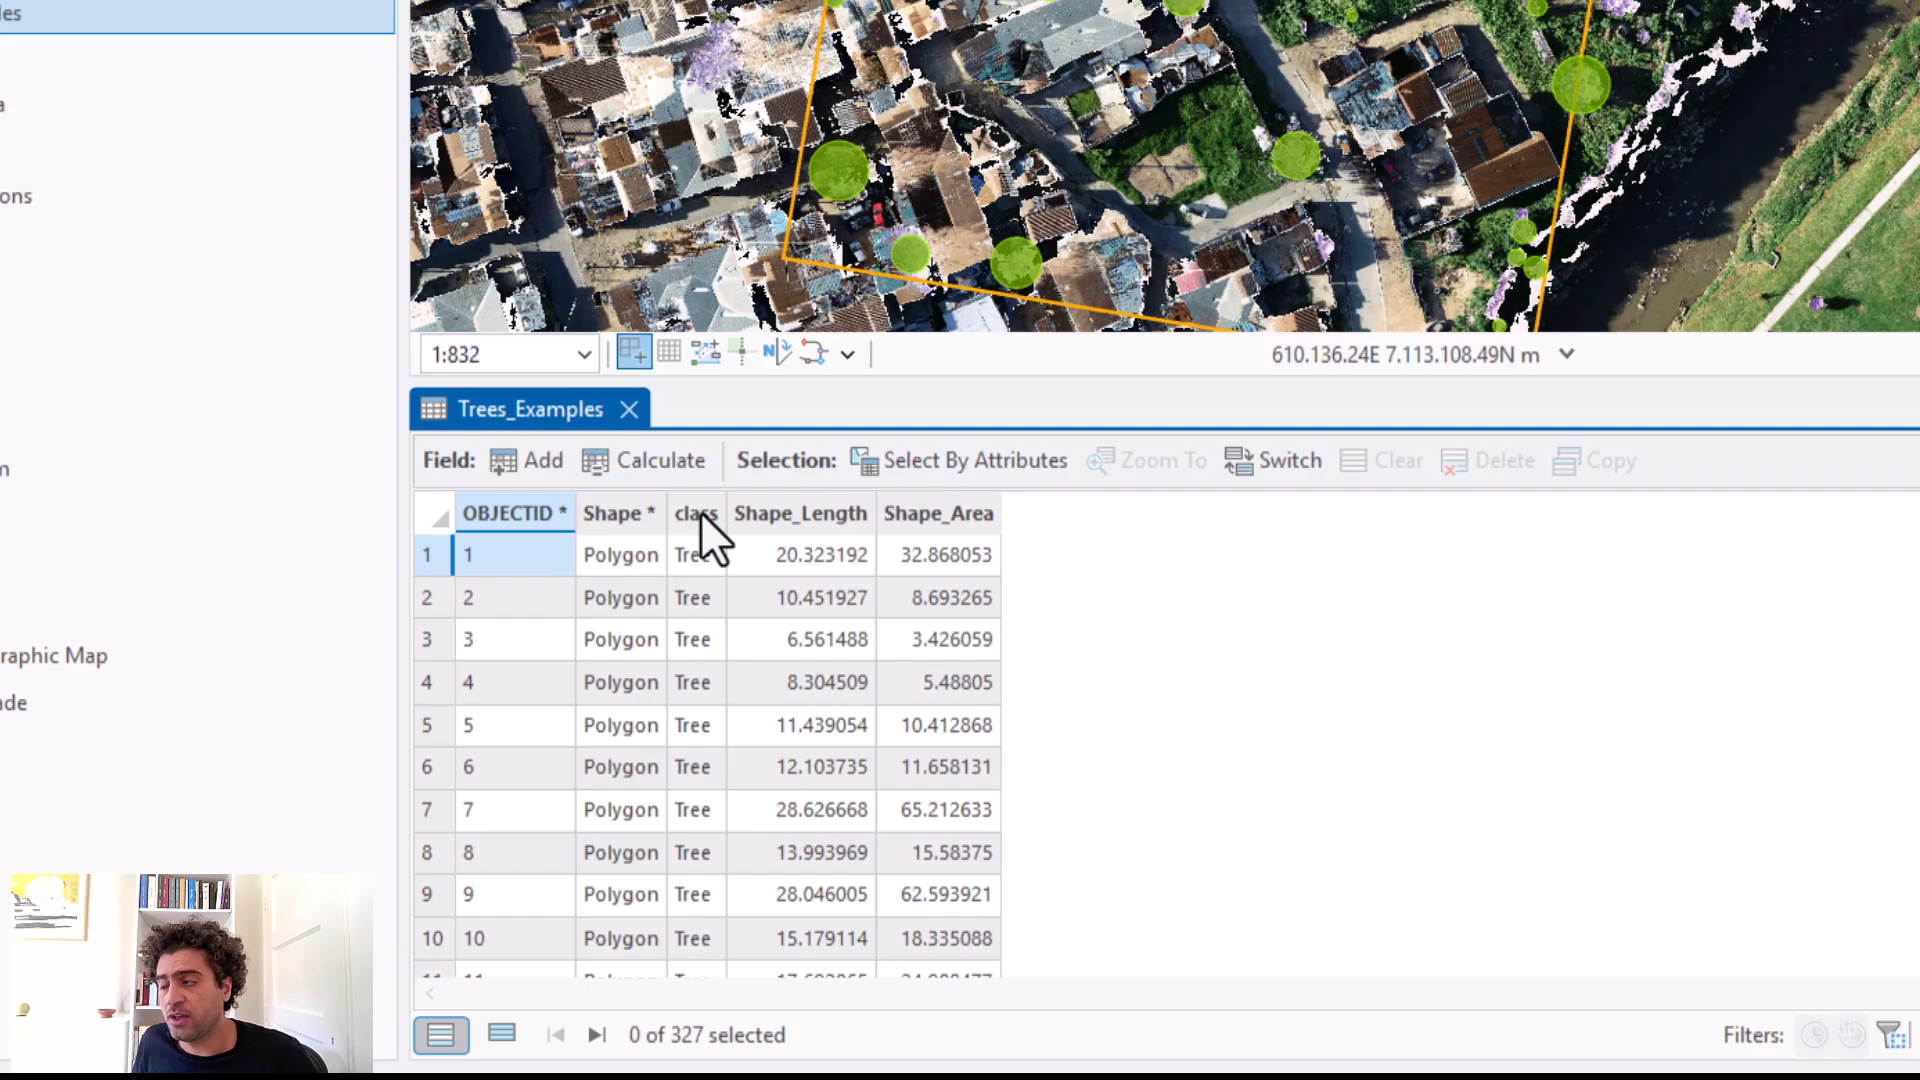 les
a
ons
n
raphic Map
ade
1:832
610.136.24E 7.113.108.49N m
Trees_Examples
Field: Add Calculate Selection: Select By Attributes Zoom To Switch Clear Delete Copy
OBJECTID * Shape * class Shape_Length Shape_Area
1 1 Polygon Tree 20.323192 32.868053
2 2 Polygon Tree 10.451927 8.693265
3 3 Polygon Tree 6.561488 3.426059
4 4 Polygon Tree 8.304509 5.48805
5 5 Polygon Tree 11.439054 10.412868
6 6 Polygon Tree 12.103735 11.658131
7 7 Polygon Tree 28.626668 65.212633
8 8 Polygon Tree 13.993969 15.58375
9 9 Polygon Tree 28.046005 62.593921
10 10 Polygon Tree 15.179114 18.335088
0 of 327 selected
Filters: